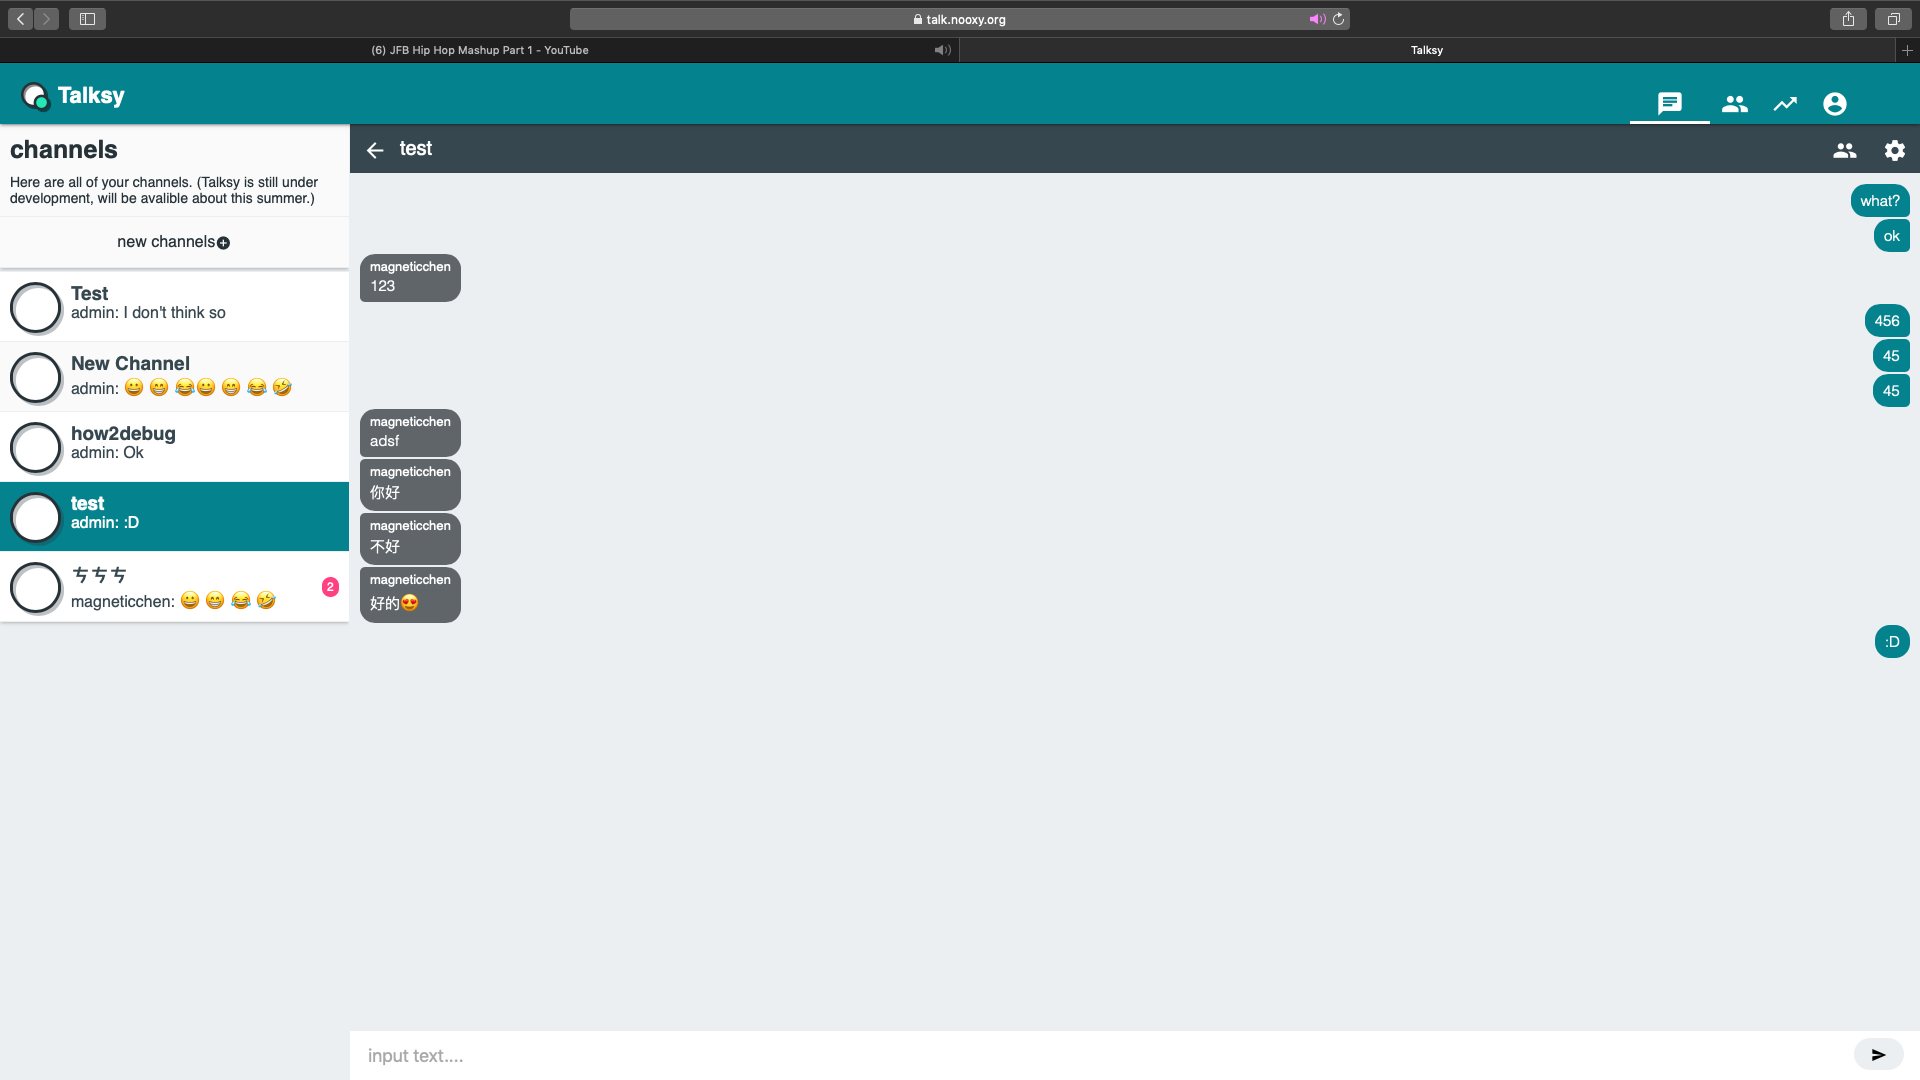 talk.nooxy.org
(6) JFB Hip Hop Mashup Part 1 - YouTube
Talksy
Talksy
channels
Here are all of your channels. (Talksy is still under
development, will be avalible about this summer.)
new channels
Test
admin: I don't think so
New Channel
admin: 😀 😁 😂😀 😁 😂 🤣
how2debug
admin: Ok
test
admin: :D
ㄘㄘㄘ
magneticchen: 😀 😁 😂 🤣
2
test
what?
ok
magneticchen
123
456
45
45
magneticchen
adsf
magneticchen
你好
magneticchen
不好
magneticchen
好的😍
:D
input text....